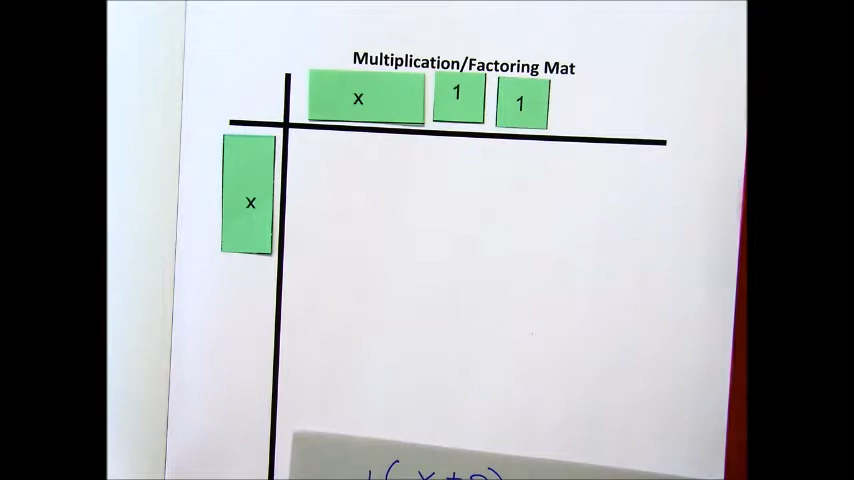 Multiplication/Factoring Mat
x 1 1
x
(x+